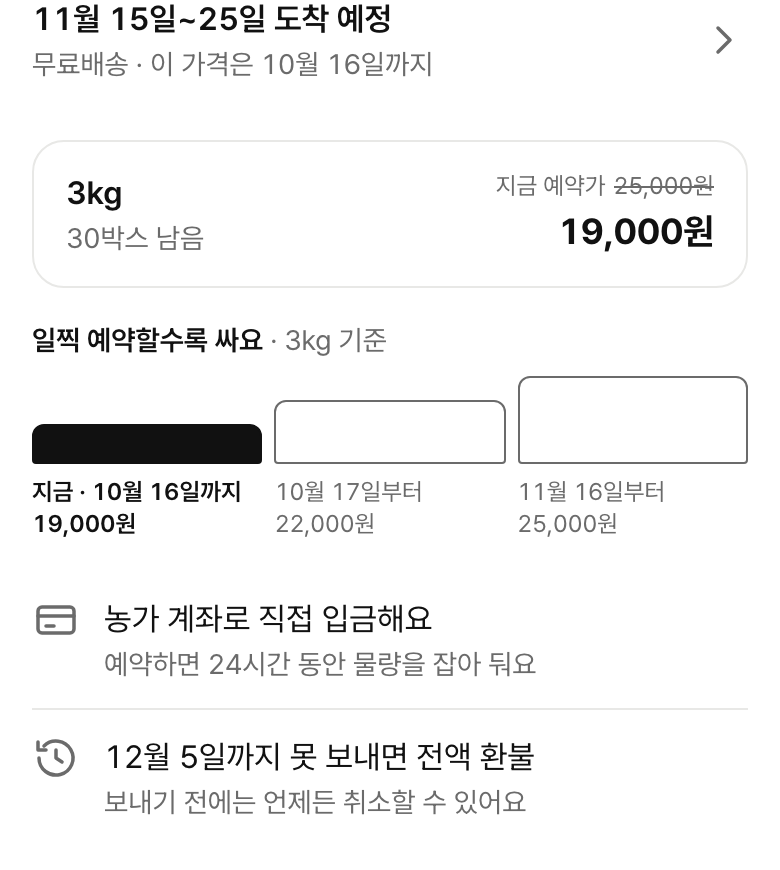 11월 15일~25일 도착 예정
무료배송 · 이 가격은 10월 16일까지
3kg
30박스 남음
지금 예약가 25,000원
19,000원
일찍 예약할수록 싸요 · 3kg 기준
지금 · 10월 16일까지
19,000원
10월 17일부터
22,000원
11월 16일부터
25,000원
농가 계좌로 직접 입금해요
예약하면 24시간 동안 물량을 잡아 둬요
12월 5일까지 못 보내면 전액 환불
보내기 전에는 언제든 취소할 수 있어요